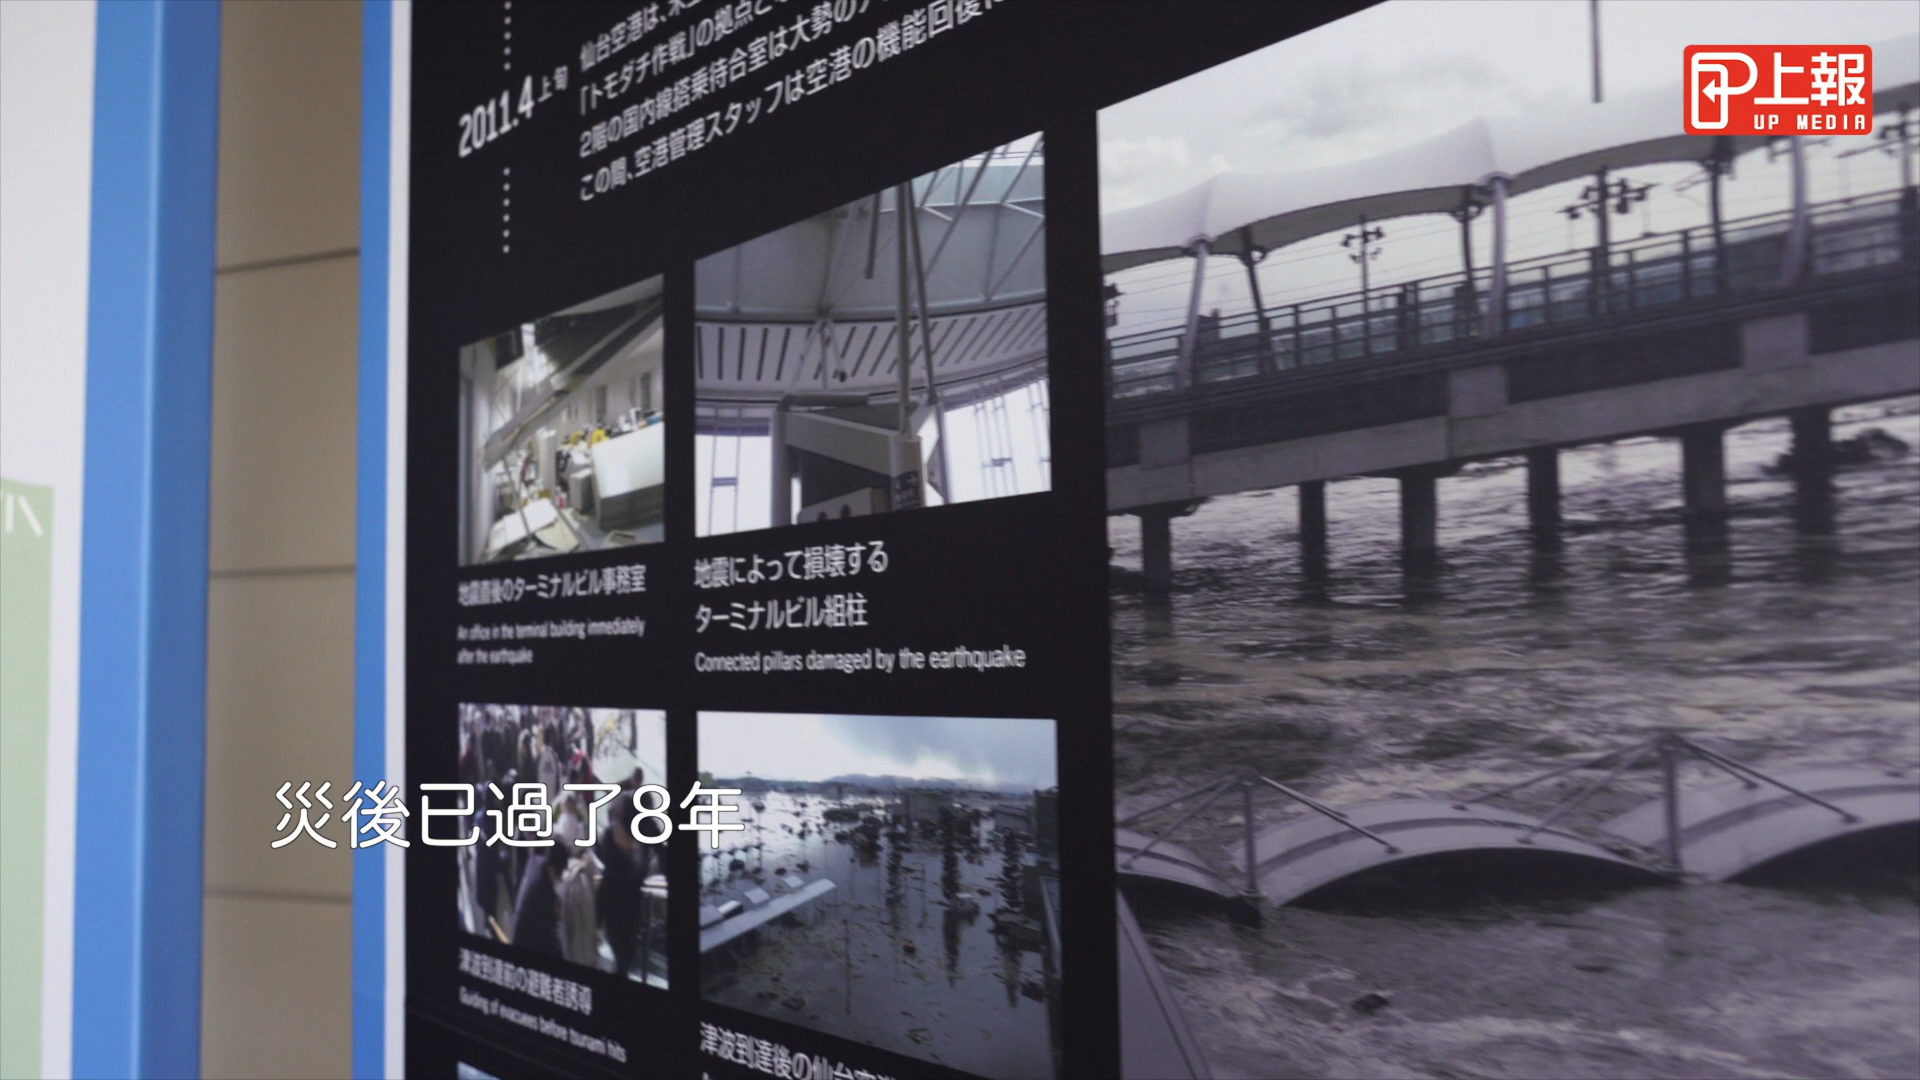 上報
UP MEDIA
2011.4上旬
仙台空港は、米
「トモダチ作戦」の拠点と
2階の国内線搭乗待合室は大勢の
この間、空港管理スタッフは空港の機能回復に
地震直後のターミナルビル事務室
An office in the terminal building immediately
after the earthquake
地震によって損壊する
ターミナルビル組柱
Connected pillars damaged by the earthquake
災後已過了8年
津波到達前の避難者誘導
Guiding of evacuees before tsunami hits
津波到達後の仙台空港